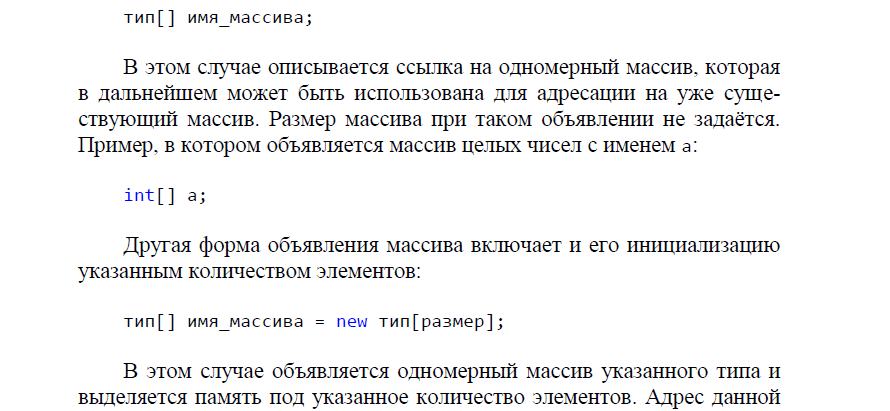 тип[] имя_массива;
В этом случае описывается ссылка на одномерный массив, которая
в дальнейшем может быть использована для адресации на уже суще-
ствующий массив. Размер массива при таком объявлении не задаётся.
Пример, в котором объявляется массив целых чисел с именем a:
int[] a;
Другая форма объявления массива включает и его инициализацию
указанным количеством элементов:
тип[] имя_массива = new тип[размер];
В этом случае объявляется одномерный массив указанного типа и
выделяется память под указанное количество элементов. Адрес данной